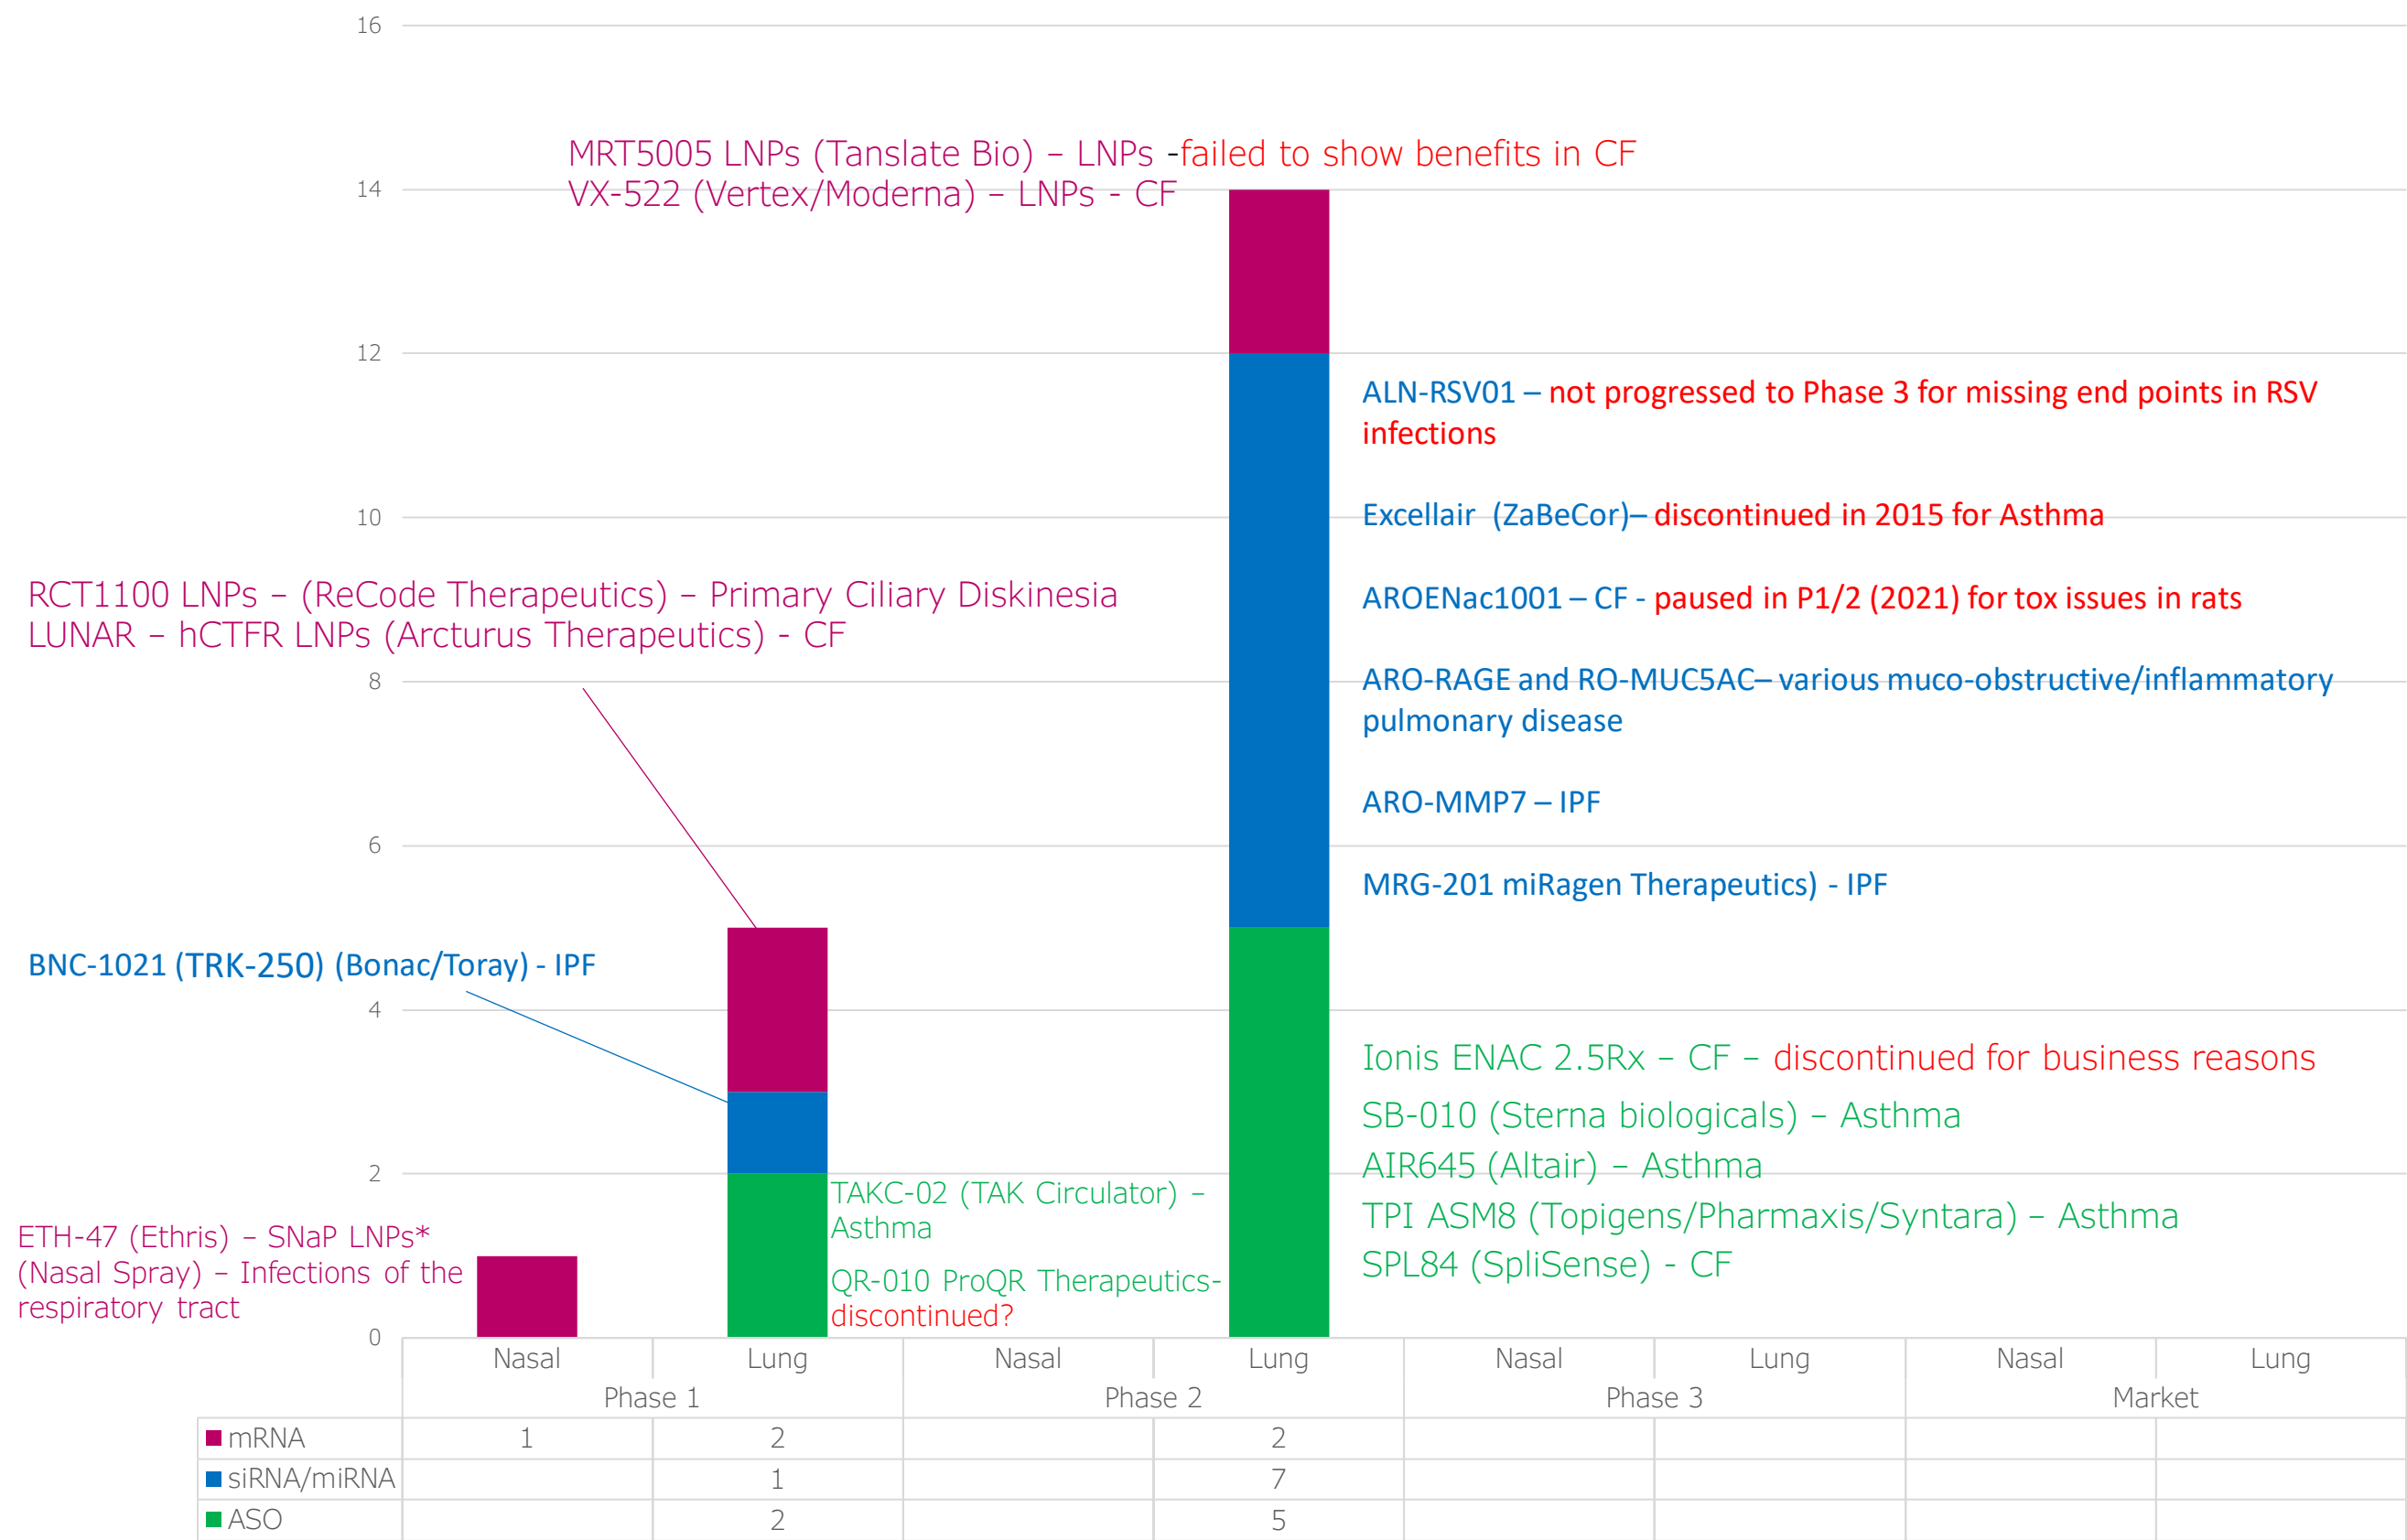 16
MRT5005 LNPs (Tanslate Bio) – LNPs -failed to show benefits in CF
14
VX-522 (Vertex/Moderna) – LNPs - CF
12
ALN-RSV01 – not progressed to Phase 3 for missing end points in RSV
infections
10
Excellair (ZaBeCor)– discontinued in 2015 for Asthma
RCT1100 LNPs – (ReCode Therapeutics) – Primary Ciliary Diskinesia
LUNAR – hCTFR LNPs (Arcturus Therapeutics) - CF
AROENac1001 – CF - paused in P1/2 (2021) for tox issues in rats
8
ARO-RAGE and RO-MUC5AC– various muco-obstructive/inflammatory
pulmonary disease
ARO-MMP7 – IPF
6
MRG-201 miRagen Therapeutics) - IPF
BNC-1021 (TRK-250) (Bonac/Toray) - IPF
4
Ionis ENAC 2.5Rx – CF – discontinued for business reasons
SB-010 (Sterna biologicals) – Asthma
AIR645 (Altair) – Asthma
TPI ASM8 (Topigens/Pharmaxis/Syntara) – Asthma
SPL84 (SpliSense) - CF
2
TAKC-02 (TAK Circulator) –
Asthma
QR-010 ProQR Therapeutics-
discontinued?
ETH-47 (Ethris) – SNaP LNPs*
(Nasal Spray) – Infections of the
respiratory tract
0
Nasal Lung Nasal Lung Nasal Lung Nasal Lung
Phase 1 Phase 2 Phase 3 Market
mRNA 1 2 2
siRNA/miRNA 1 7
ASO 2 5